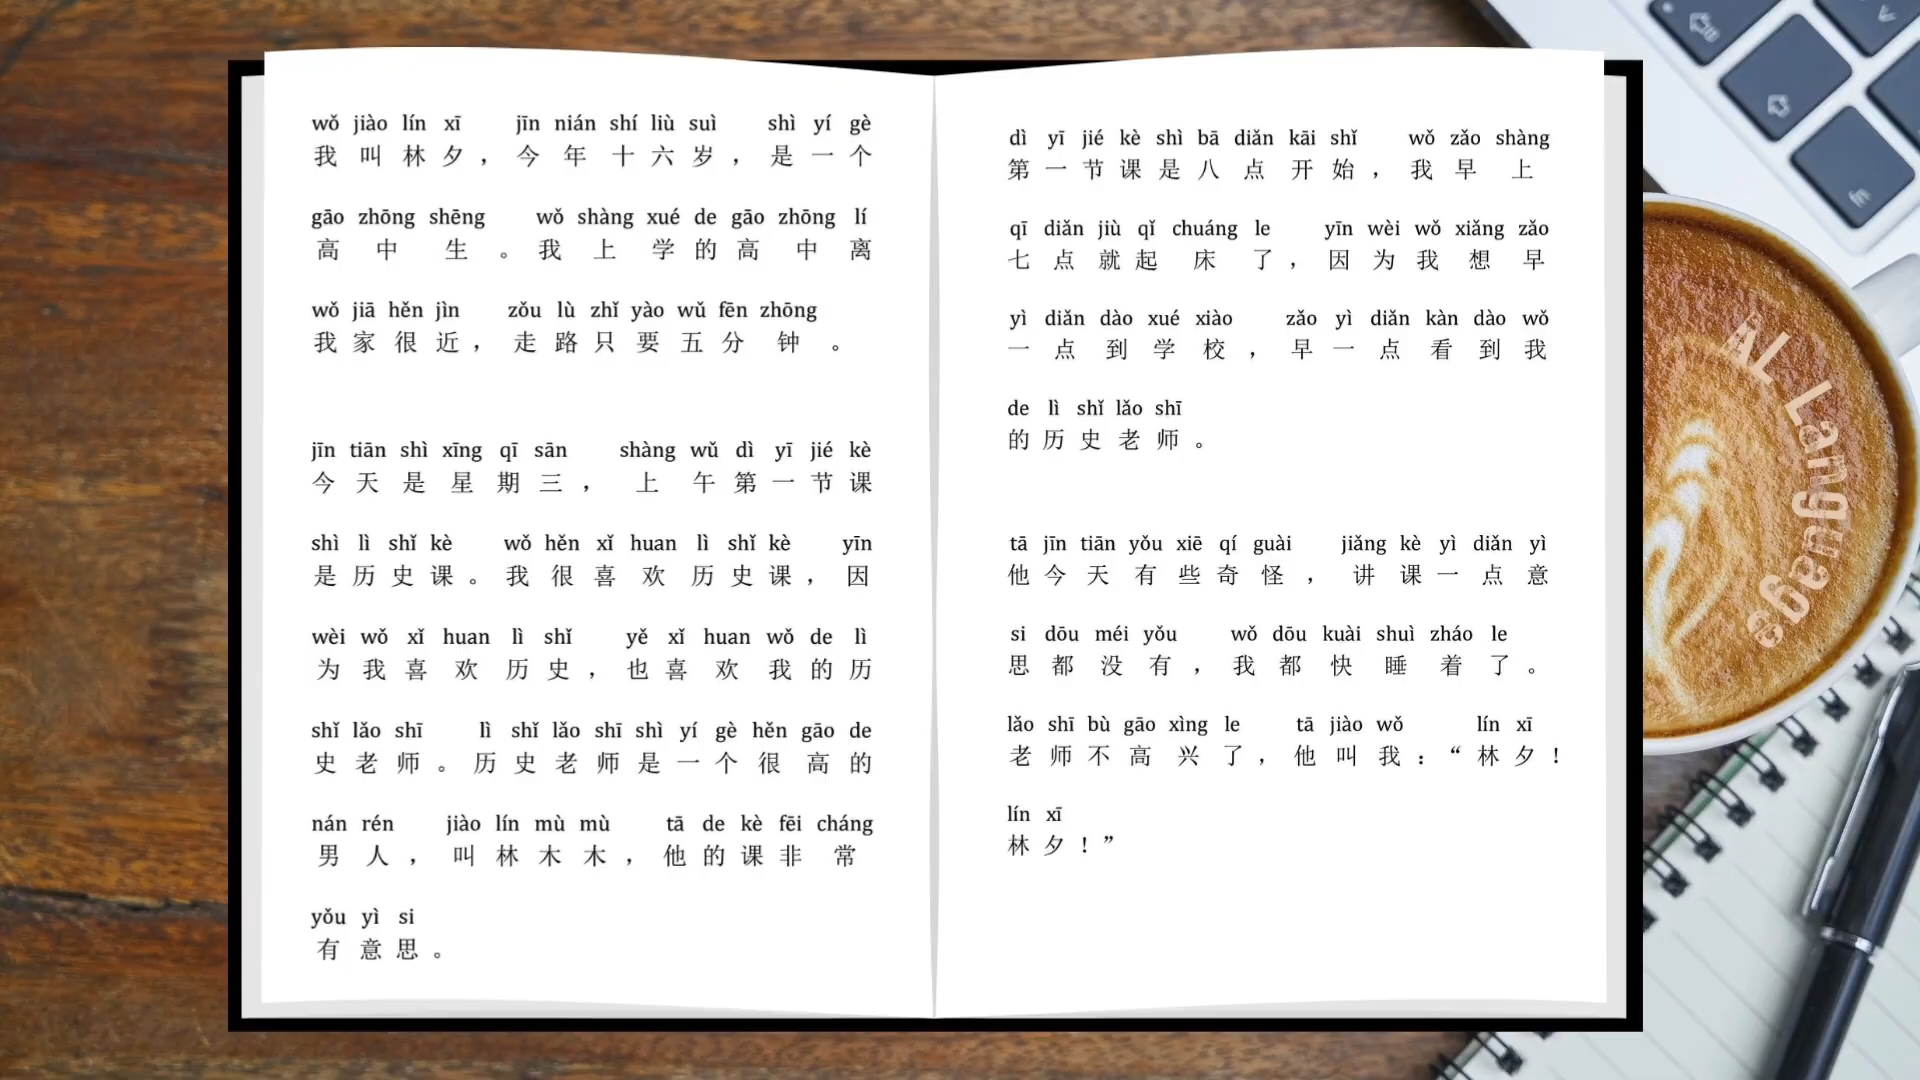 wǒ jiào lín xī jīn nián shí liù suì shì yí gè
我叫林夕，今年十六岁，是一个
gāo zhōng shēng wǒ shàng xué de gāo zhōng lí
高中生。我上学的高中离
wǒ jiā hěn jìn zǒu lù zhǐ yào wǔ fēn zhōng
我家很近，走路只要五分钟。
jīn tiān shì xīng qī sān shàng wǔ dì yī jié kè
今天是星期三，上午第一节课
shì lì shǐ kè wǒ hěn xǐ huan lì shǐ kè yīn
是历史课。我很喜欢历史课，因
wèi wǒ xǐ huan lì shǐ yě xǐ huan wǒ de lì
为我喜欢历史，也喜欢我的历
shǐ lǎo shī lì shǐ lǎo shī shì yí gè hěn gāo de
史老师。历史老师是一个很高的
nán rén jiào lín mù mù tā de kè fēi cháng
男人，叫林木木，他的课非常
yǒu yì si
有意思。
dì yī jié kè shì bā diǎn kāi shǐ wǒ zǎo shàng
第一节课是八点开始，我早上
qī diǎn jiù qǐ chuáng le yīn wèi wǒ xiǎng zǎo
七点就起床了，因为我想早
yì diǎn dào xué xiào zǎo yì diǎn kàn dào wǒ
一点到学校，早一点看到我
de lì shǐ lǎo shī
的历史老师。
tā jīn tiān yǒu xiē qí guài jiǎng kè yì diǎn yì
他今天有些奇怪，讲课一点意
si dōu méi yǒu wǒ dōu kuài shuì zháo le
思都没有，我都快睡着了。
lǎo shī bù gāo xìng le tā jiào wǒ lín xī
老师不高兴了，他叫我：“林夕！
lín xī
林夕！”
AL Language